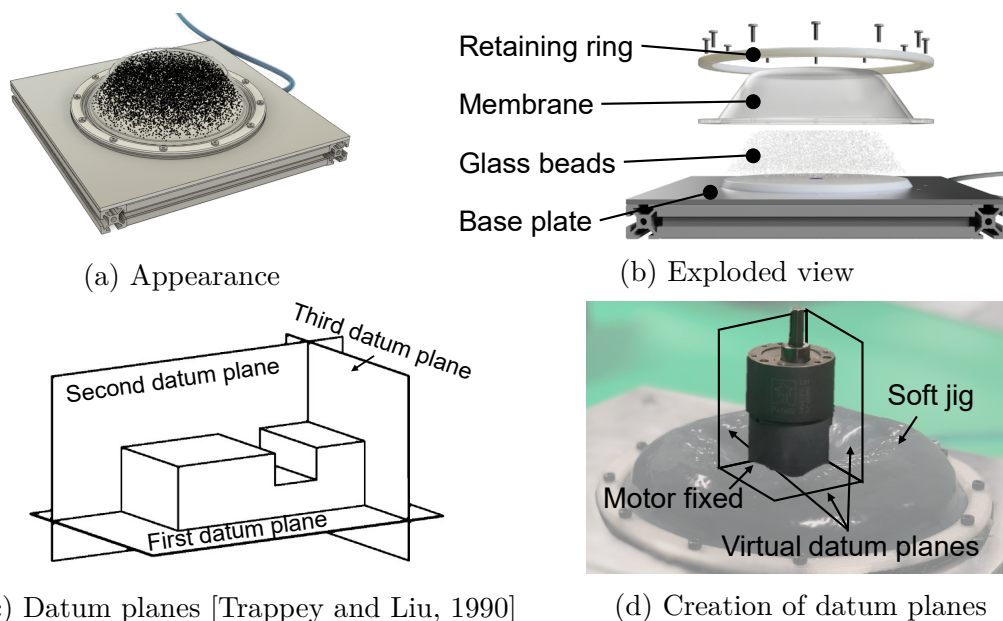 Retaining ring
Membrane
Glass beads
Base plate
(a) Appearance
(b) Exploded view
Third datum plane
Second datum plane
First datum plane
Soft jig
Motor fixed
Virtual datum planes
) Datum planes [Trappey and Liu, 1990]
(d) Creation of datum planes